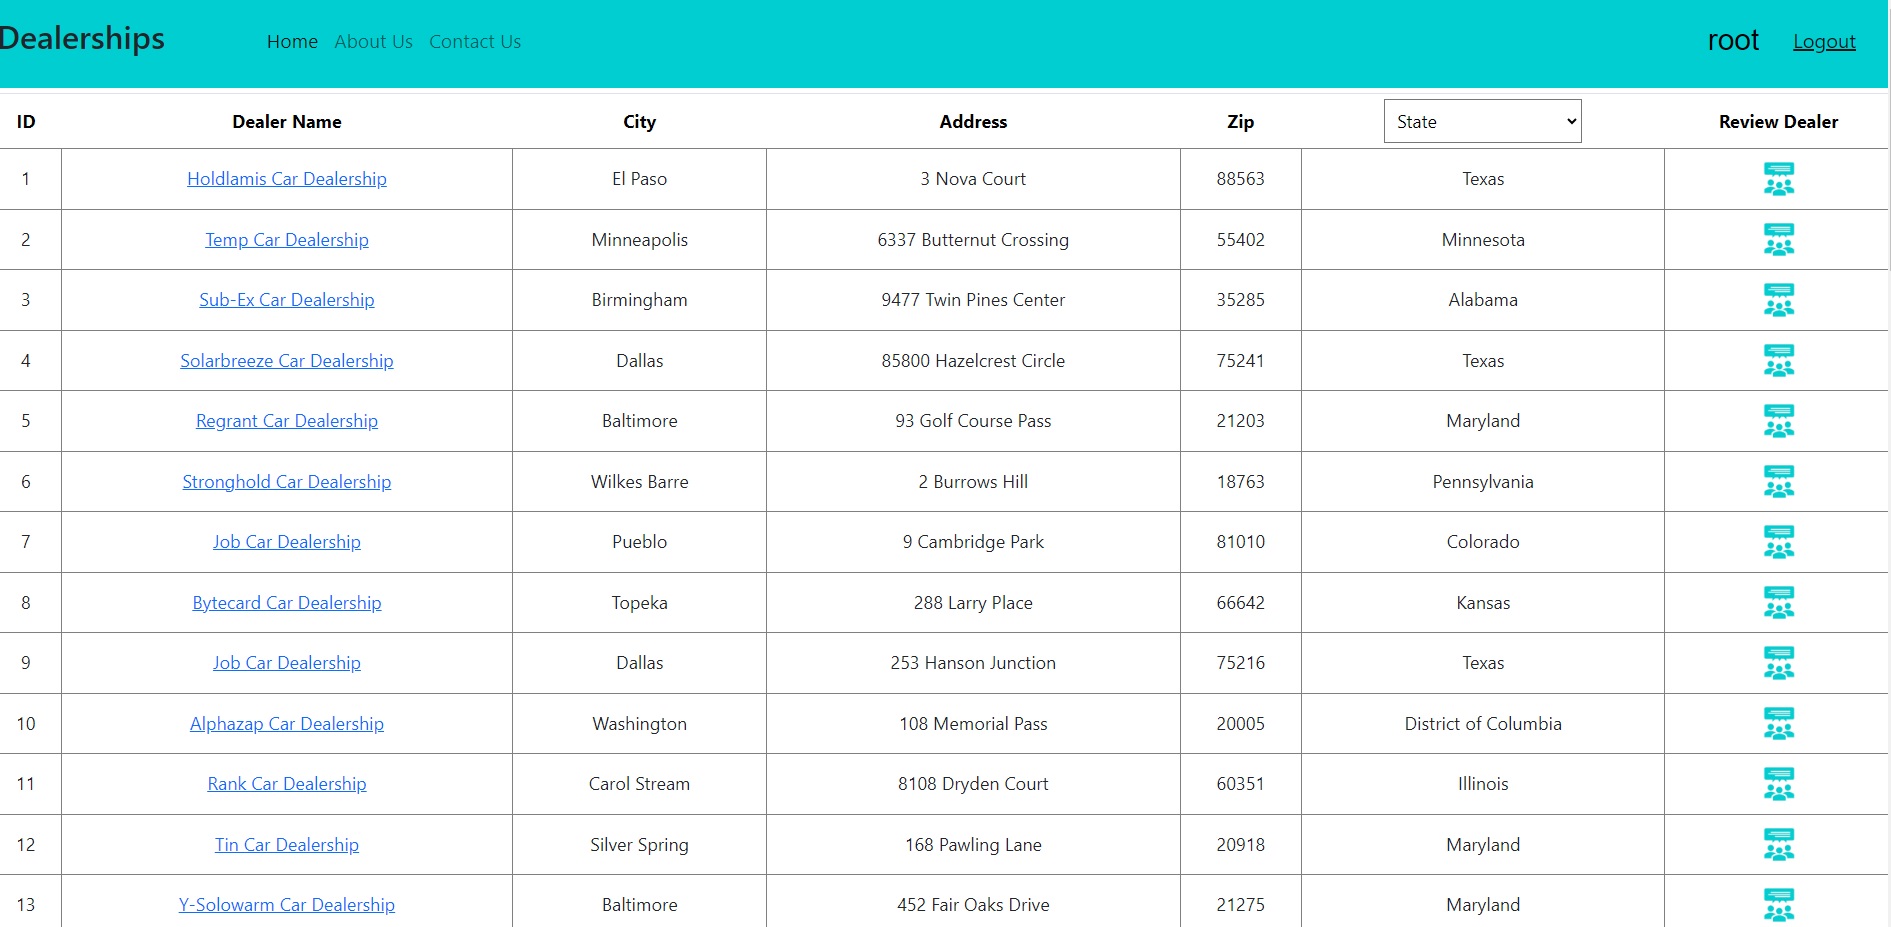 Dealerships Home About Us Contact Us root Logout
ID Dealer Name City Address Zip State Review Dealer
1 Holdlamis Car Dealership El Paso 3 Nova Court 88563 Texas
2 Temp Car Dealership Minneapolis 6337 Butternut Crossing 55402 Minnesota
3 Sub-Ex Car Dealership Birmingham 9477 Twin Pines Center 35285 Alabama
4 Solarbreeze Car Dealership Dallas 85800 Hazelcrest Circle 75241 Texas
5 Regrant Car Dealership Baltimore 93 Golf Course Pass 21203 Maryland
6 Stronghold Car Dealership Wilkes Barre 2 Burrows Hill 18763 Pennsylvania
7 Job Car Dealership Pueblo 9 Cambridge Park 81010 Colorado
8 Bytecard Car Dealership Topeka 288 Larry Place 66642 Kansas
9 Job Car Dealership Dallas 253 Hanson Junction 75216 Texas
10 Alphazap Car Dealership Washington 108 Memorial Pass 20005 District of Columbia
11 Rank Car Dealership Carol Stream 8108 Dryden Court 60351 Illinois
12 Tin Car Dealership Silver Spring 168 Pawling Lane 20918 Maryland
13 Y-Solowarm Car Dealership Baltimore 452 Fair Oaks Drive 21275 Maryland